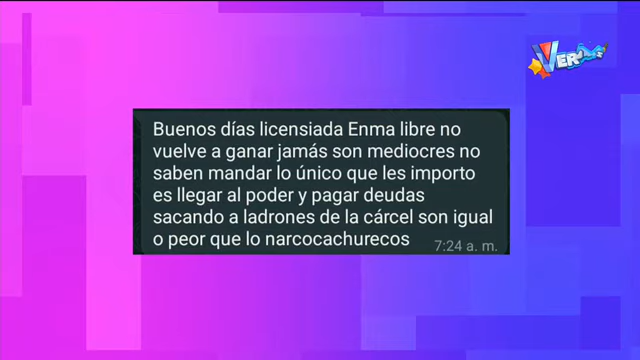 VER
Buenos días licensiada Enma libre no
vuelve a ganar jamás son mediocres no
saben mandar lo único que les importo
es llegar al poder y pagar deudas
sacando a ladrones de la cárcel son igual
o peor que lo narcocachurecos
7:24 a. m.